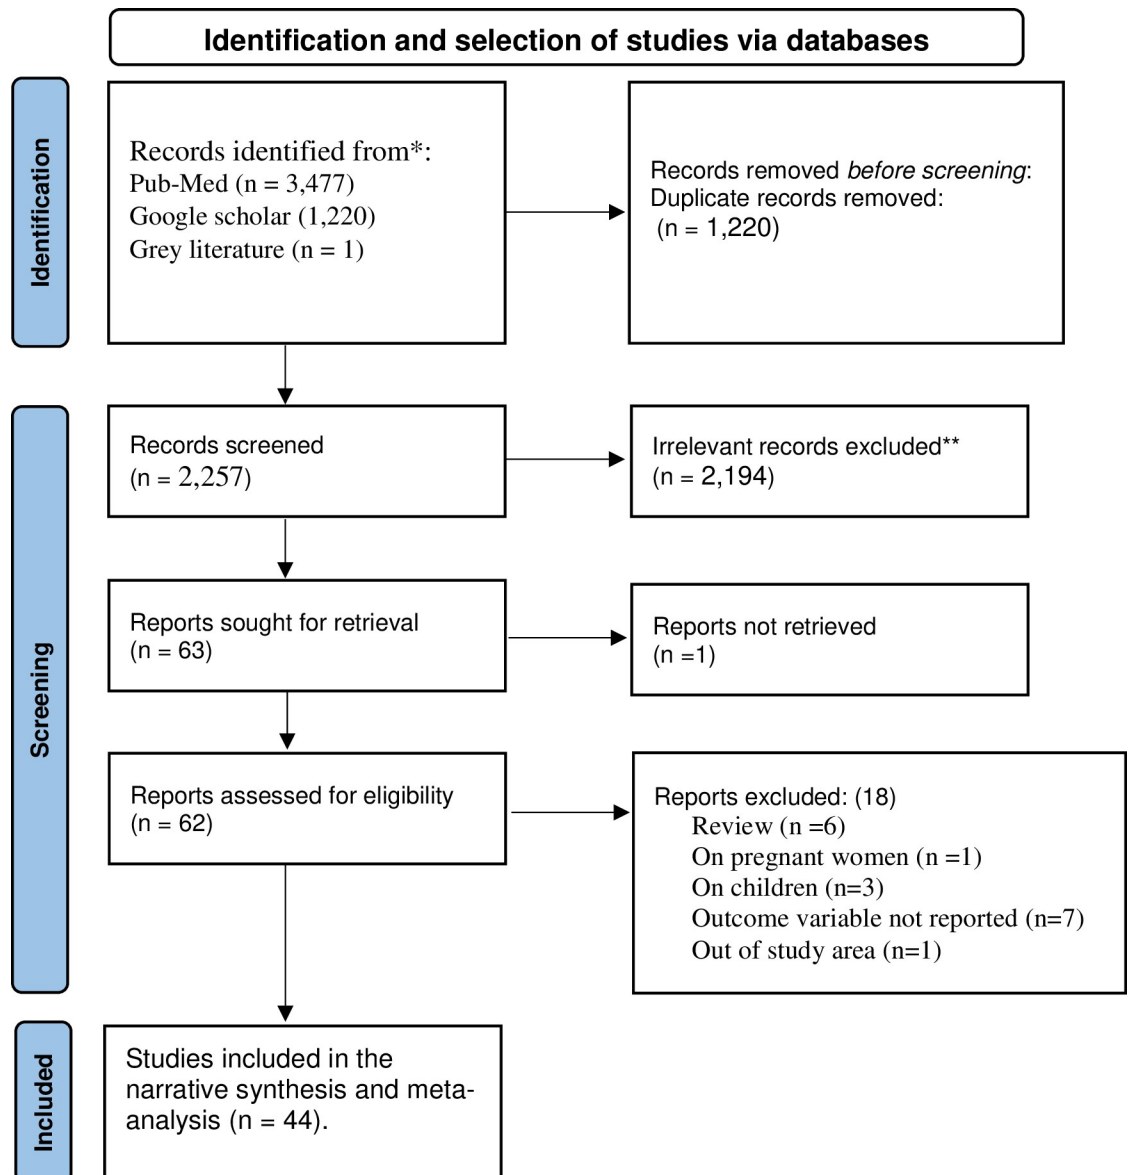 Identification and selection of studies via databases
Identification
Records identified from*:
Pub-Med (n = 3,477)
Google scholar (1,220)
Grey literature (n = 1)
Records removed before screening:
Duplicate records removed:
(n = 1,220)
Screening
Records screened
(n = 2,257)
Irrelevant records excluded**
(n = 2,194)
Reports sought for retrieval
(n = 63)
Reports not retrieved
(n =1)
Reports assessed for eligibility
(n = 62)
Reports excluded: (18)
Review (n =6)
On pregnant women (n =1)
On children (n=3)
Outcome variable not reported (n=7)
Out of study area (n=1)
Included
Studies included in the
narrative synthesis and meta-
analysis (n = 44).